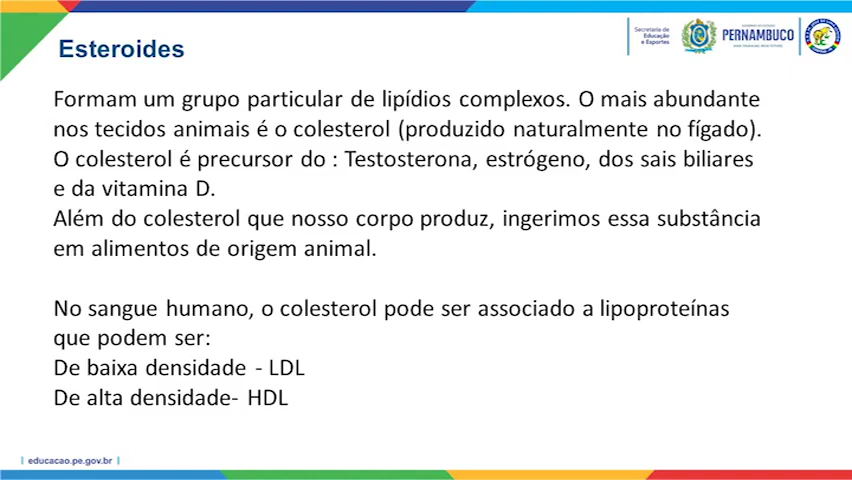 Esteroides
Secretaria de
Educação
e Esportes
PERNAMBUCO
Formam um grupo particular de lipídios complexos. O mais abundante
nos tecidos animais é o colesterol (produzido naturalmente no fígado).
O colesterol é precursor do : Testosterona, estrógeno, dos sais biliares
e da vitamina D.
Além do colesterol que nosso corpo produz, ingerimos essa substância
em alimentos de origem animal.
No sangue humano, o colesterol pode ser associado a lipoproteínas
que podem ser:
De baixa densidade - LDL
De alta densidade- HDL
educacao.pe.gov.br